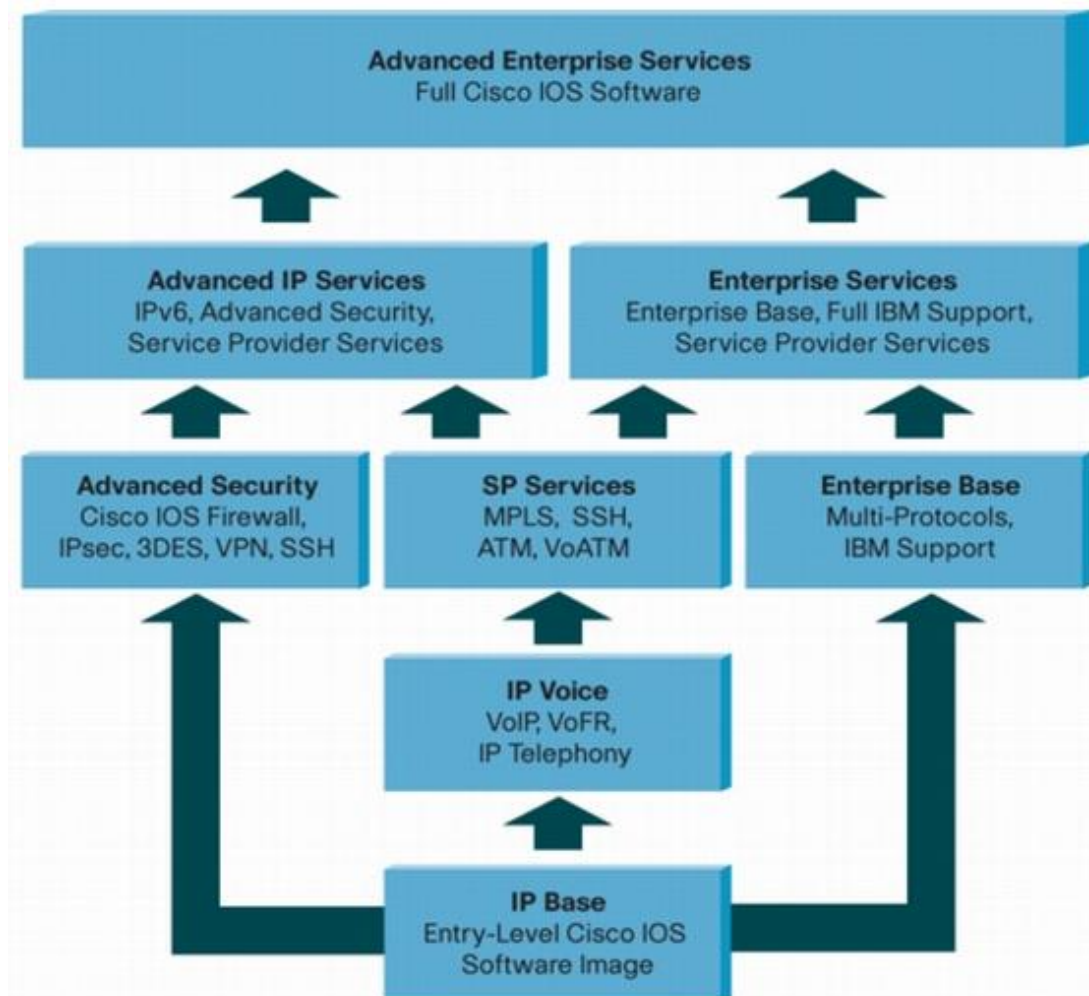 Advanced Enterprise Services
Full Cisco IOS Software
Advanced IP Services
IPv6, Advanced Security,
Service Provider Services
Enterprise Services
Enterprise Base, Full IBM Support,
Service Provider Services
Advanced Security
Cisco IOS Firewall,
IPsec, 3DES, VPN, SSH
SP Services
MPLS, SSH,
ATM, VoATM
Enterprise Base
Multi-Protocols,
IBM Support
IP Voice
VoIP, VoFR,
IP Telephony
IP Base
Entry-Level Cisco IOS
Software Image